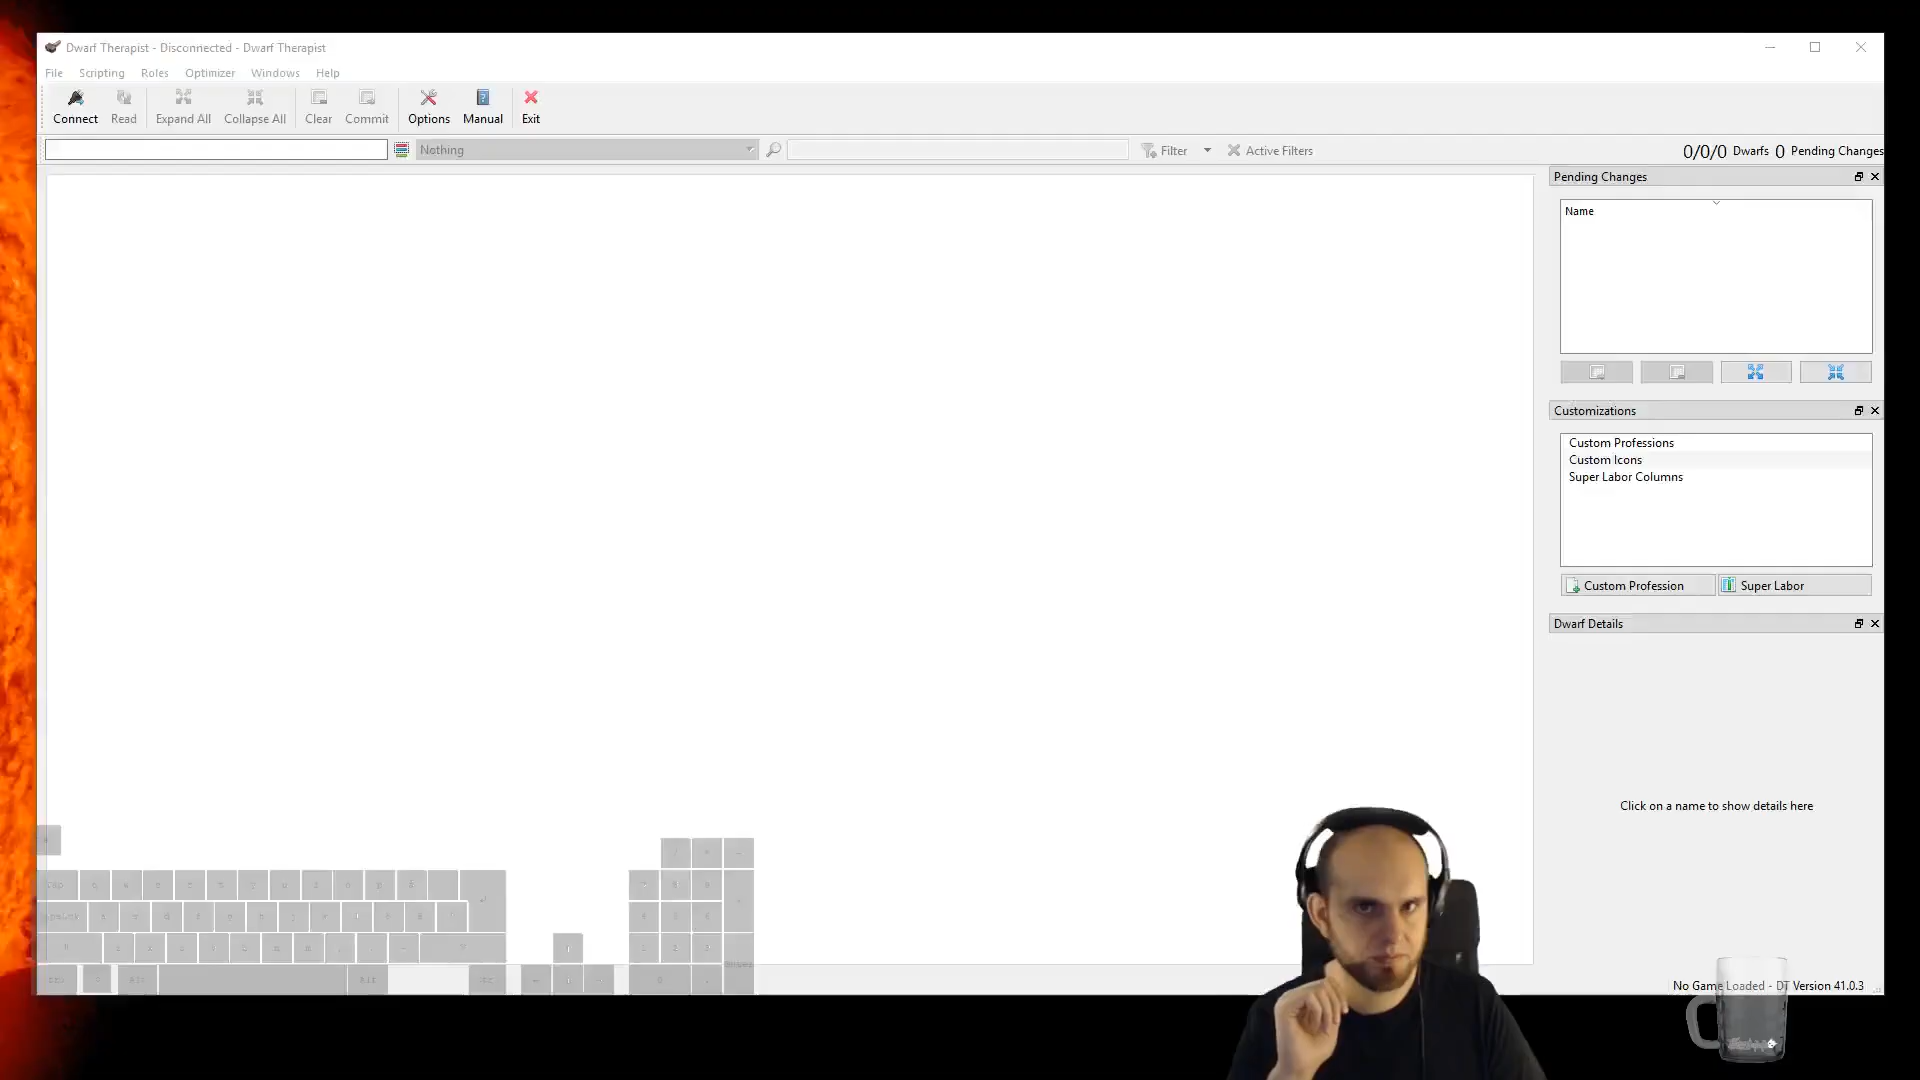 Dwarf Therapist - Disconnected - Dwarf Therapist
File Scripting Roles Optimizer Windows Help
Connect Read Expand All Collapse All Clear Commit Options Manual Exit
Nothing Filter Active Filters 0/0/0 Dwarfs 0 Pending Changes
Pending Changes
Name
Customizations
Custom Professions
Custom Icons
Super Labor Columns
Custom Profession Super Labor
Dwarf Details
Click on a name to show details here
No Game Loaded - DT Version 41.0.3